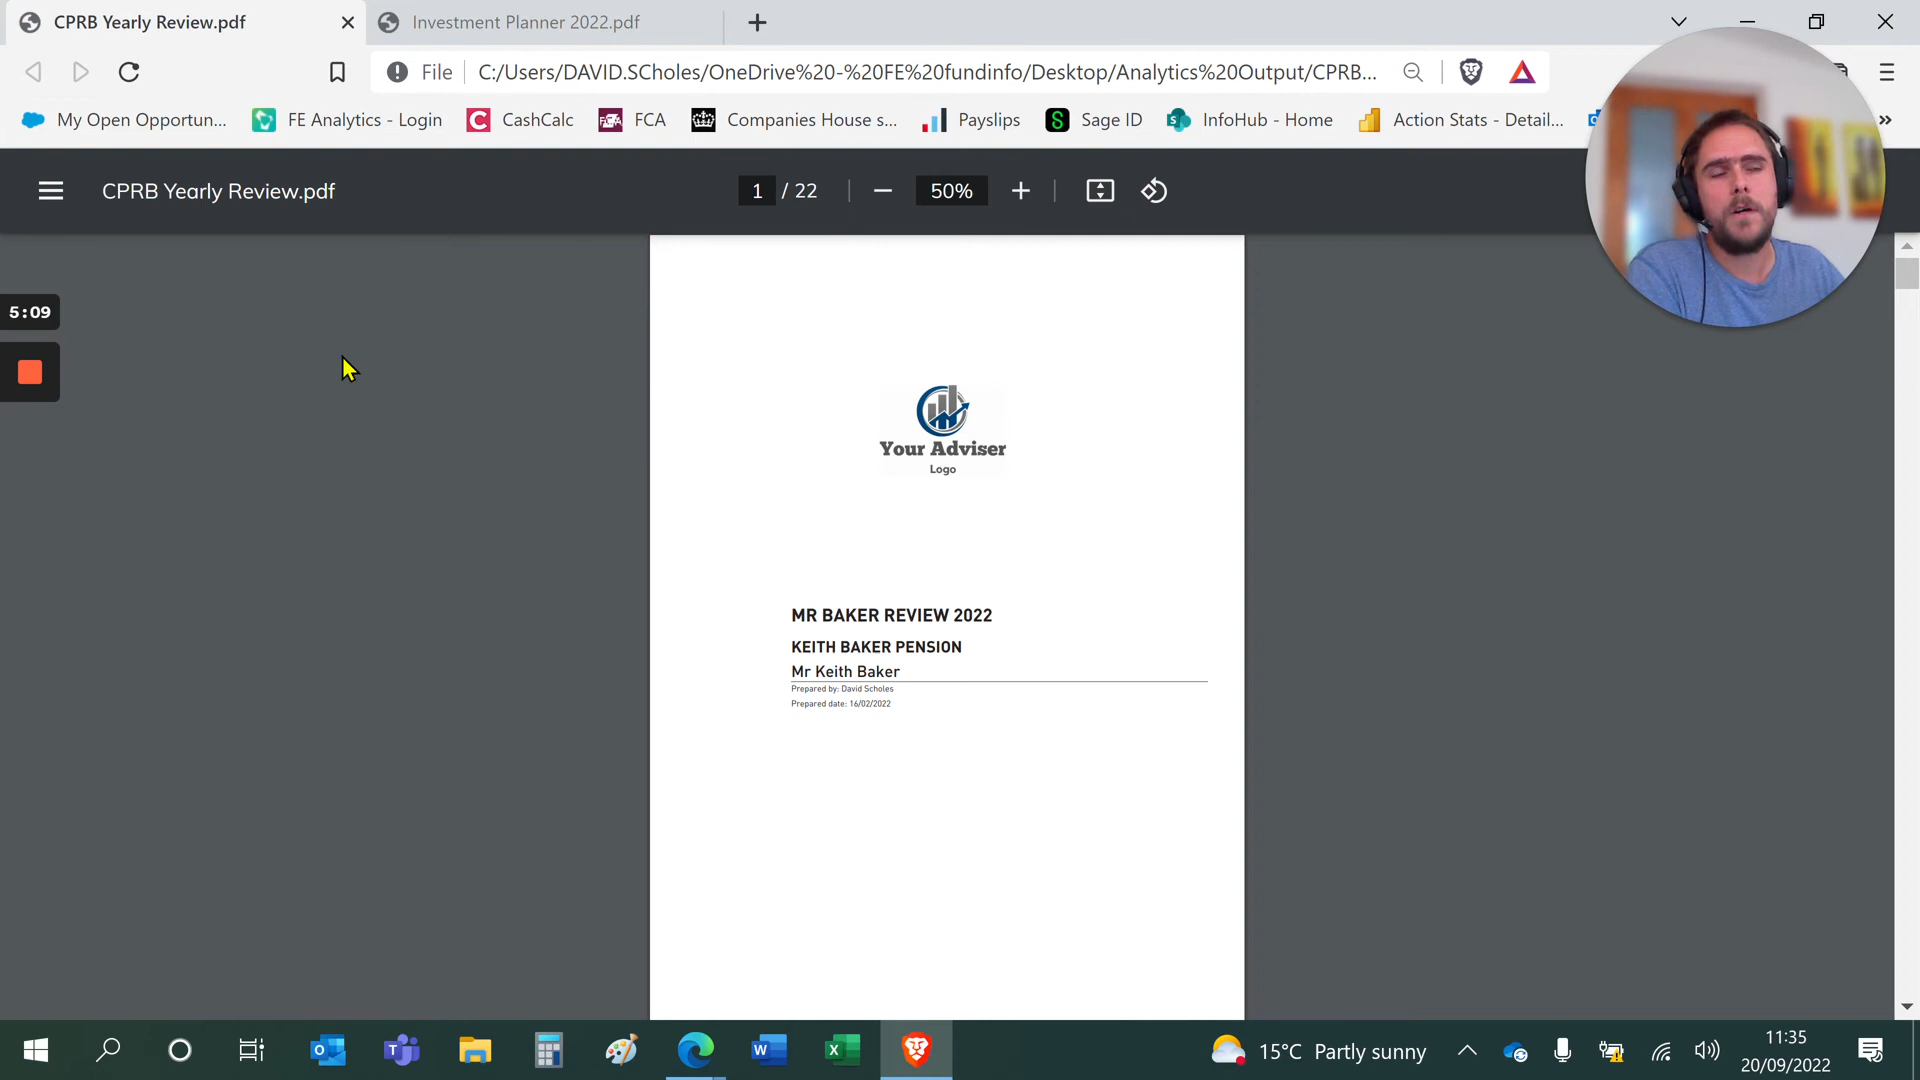 CPRB Yearly Review.pdf
Investment Planner 2022.pdf
File
C:/Users/DAVID.SCholes/OneDrive%20-%20FE%20fundinfo/Desktop/Analytics%20Output/CPRB...
My Open Opportun...
FE Analytics - Login
CashCalc
FCA
Companies House s...
Payslips
Sage ID
InfoHub - Home
Action Stats - Detail...
»
CPRB Yearly Review.pdf
1 / 22
50%
5:09
Your Adviser
Logo
MR BAKER REVIEW 2022
KEITH BAKER PENSION
Mr Keith Baker
Prepared by: David Scholes
Prepared date: 16/02/2022
15°C Partly sunny
11:35
20/09/2022